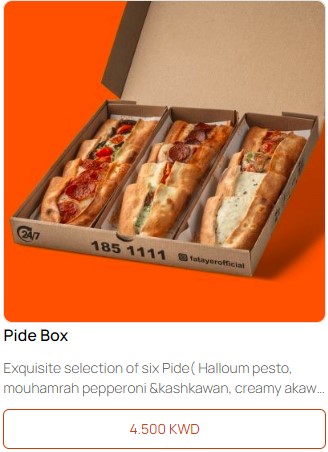 24/7
185 1111
fatayerofficial
Pide Box
Exquisite selection of six Pide( Halloum pesto,
mouhamrah pepperoni &kashkawan, creamy akaw...
4.500 KWD